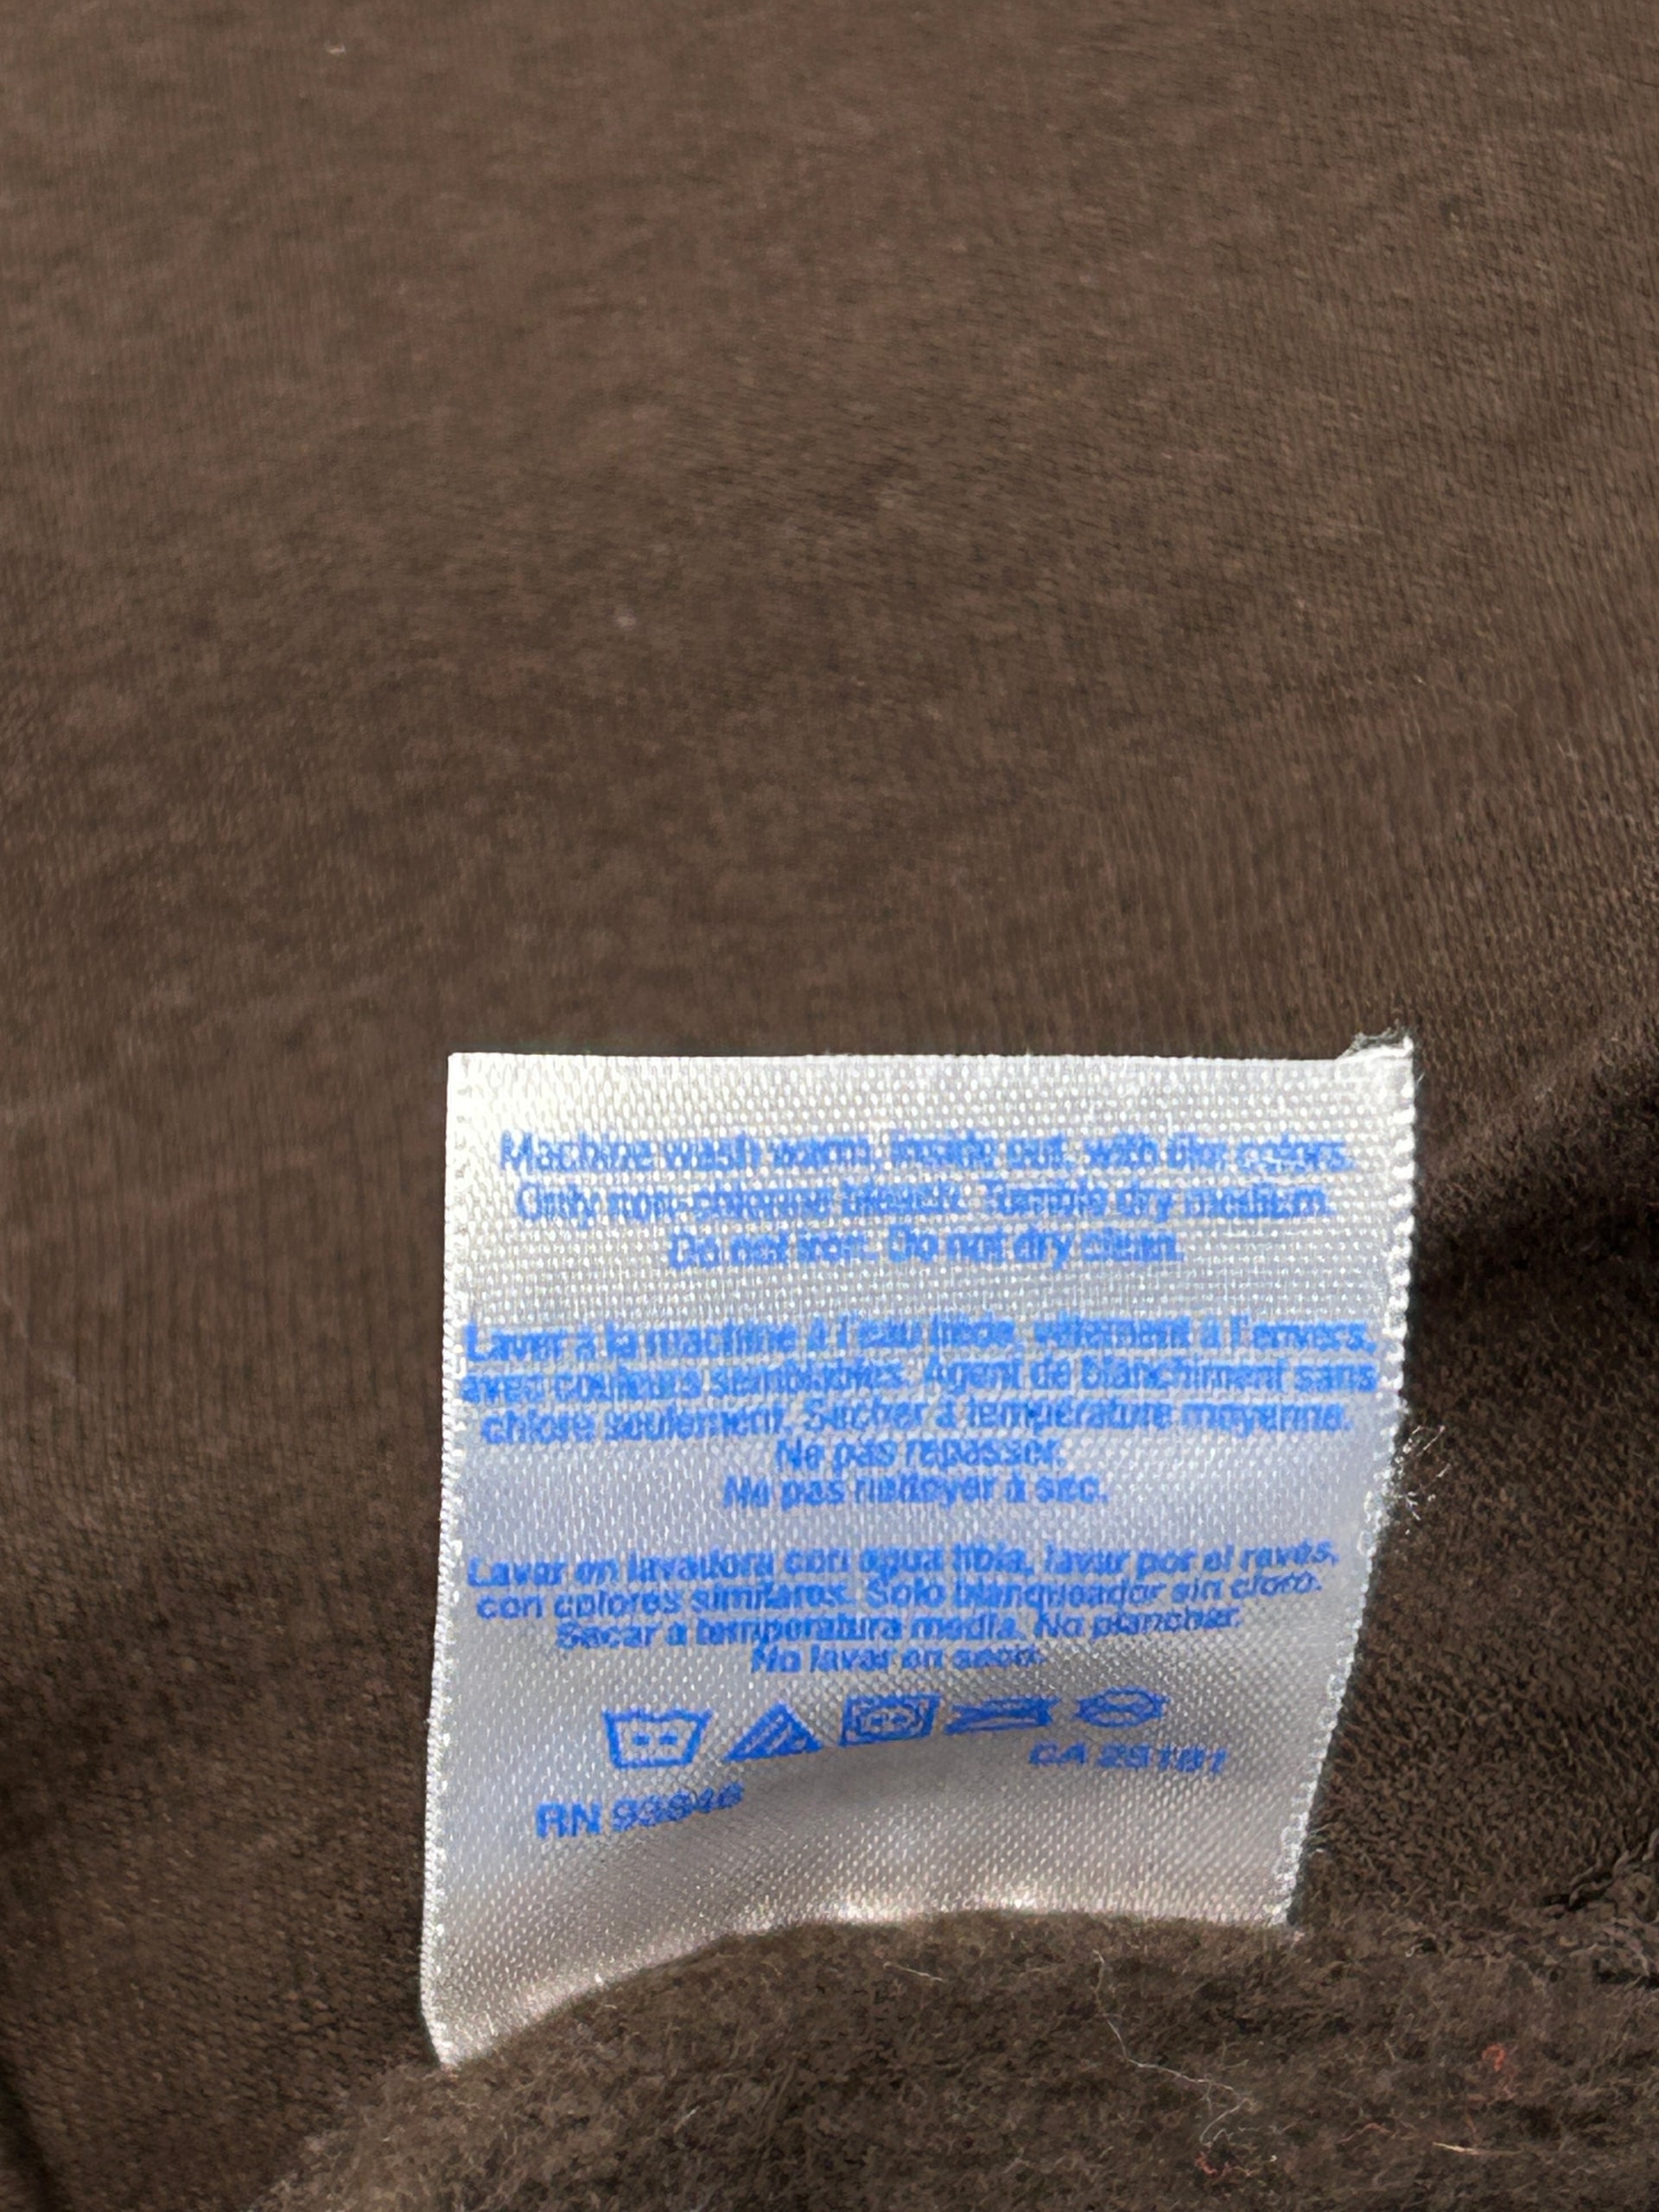 Machine wash warm, inside out, with like colors.
Only non-chlorine bleach. Tumble dry medium.
Do not iron. Do not dry clean.
Laver à la machine à l'eau tiède, vêtement à l'envers,
avec couleurs semblables. Agent de blanchiment sans
chlore seulement. Sécher à température moyenne.
Ne pas repasser.
Ne pas nettoyer à sec.
Lavar en lavadora con agua tibia, lavar por el revés,
con colores similares. Solo blanqueador sin cloro.
Secar a temperatura media. No planchar.
No lavar en seco.
CA
RN